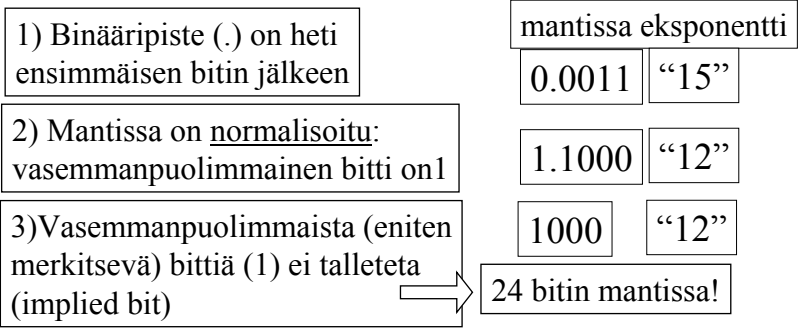 mantissa eksponentti
1) Binääripiste (.) on heti
ensimmäisen bitin jälkeen
0.0011 “15”
2) Mantissa on normalisoitu:
vasemmanpuolimmainen bitti on1
1.1000 “12”
3)Vasemmanpuolimmaista (eniten
merkitsevä) bittiä (1) ei talleteta
(implied bit)
1000 “12”
24 bitin mantissa!